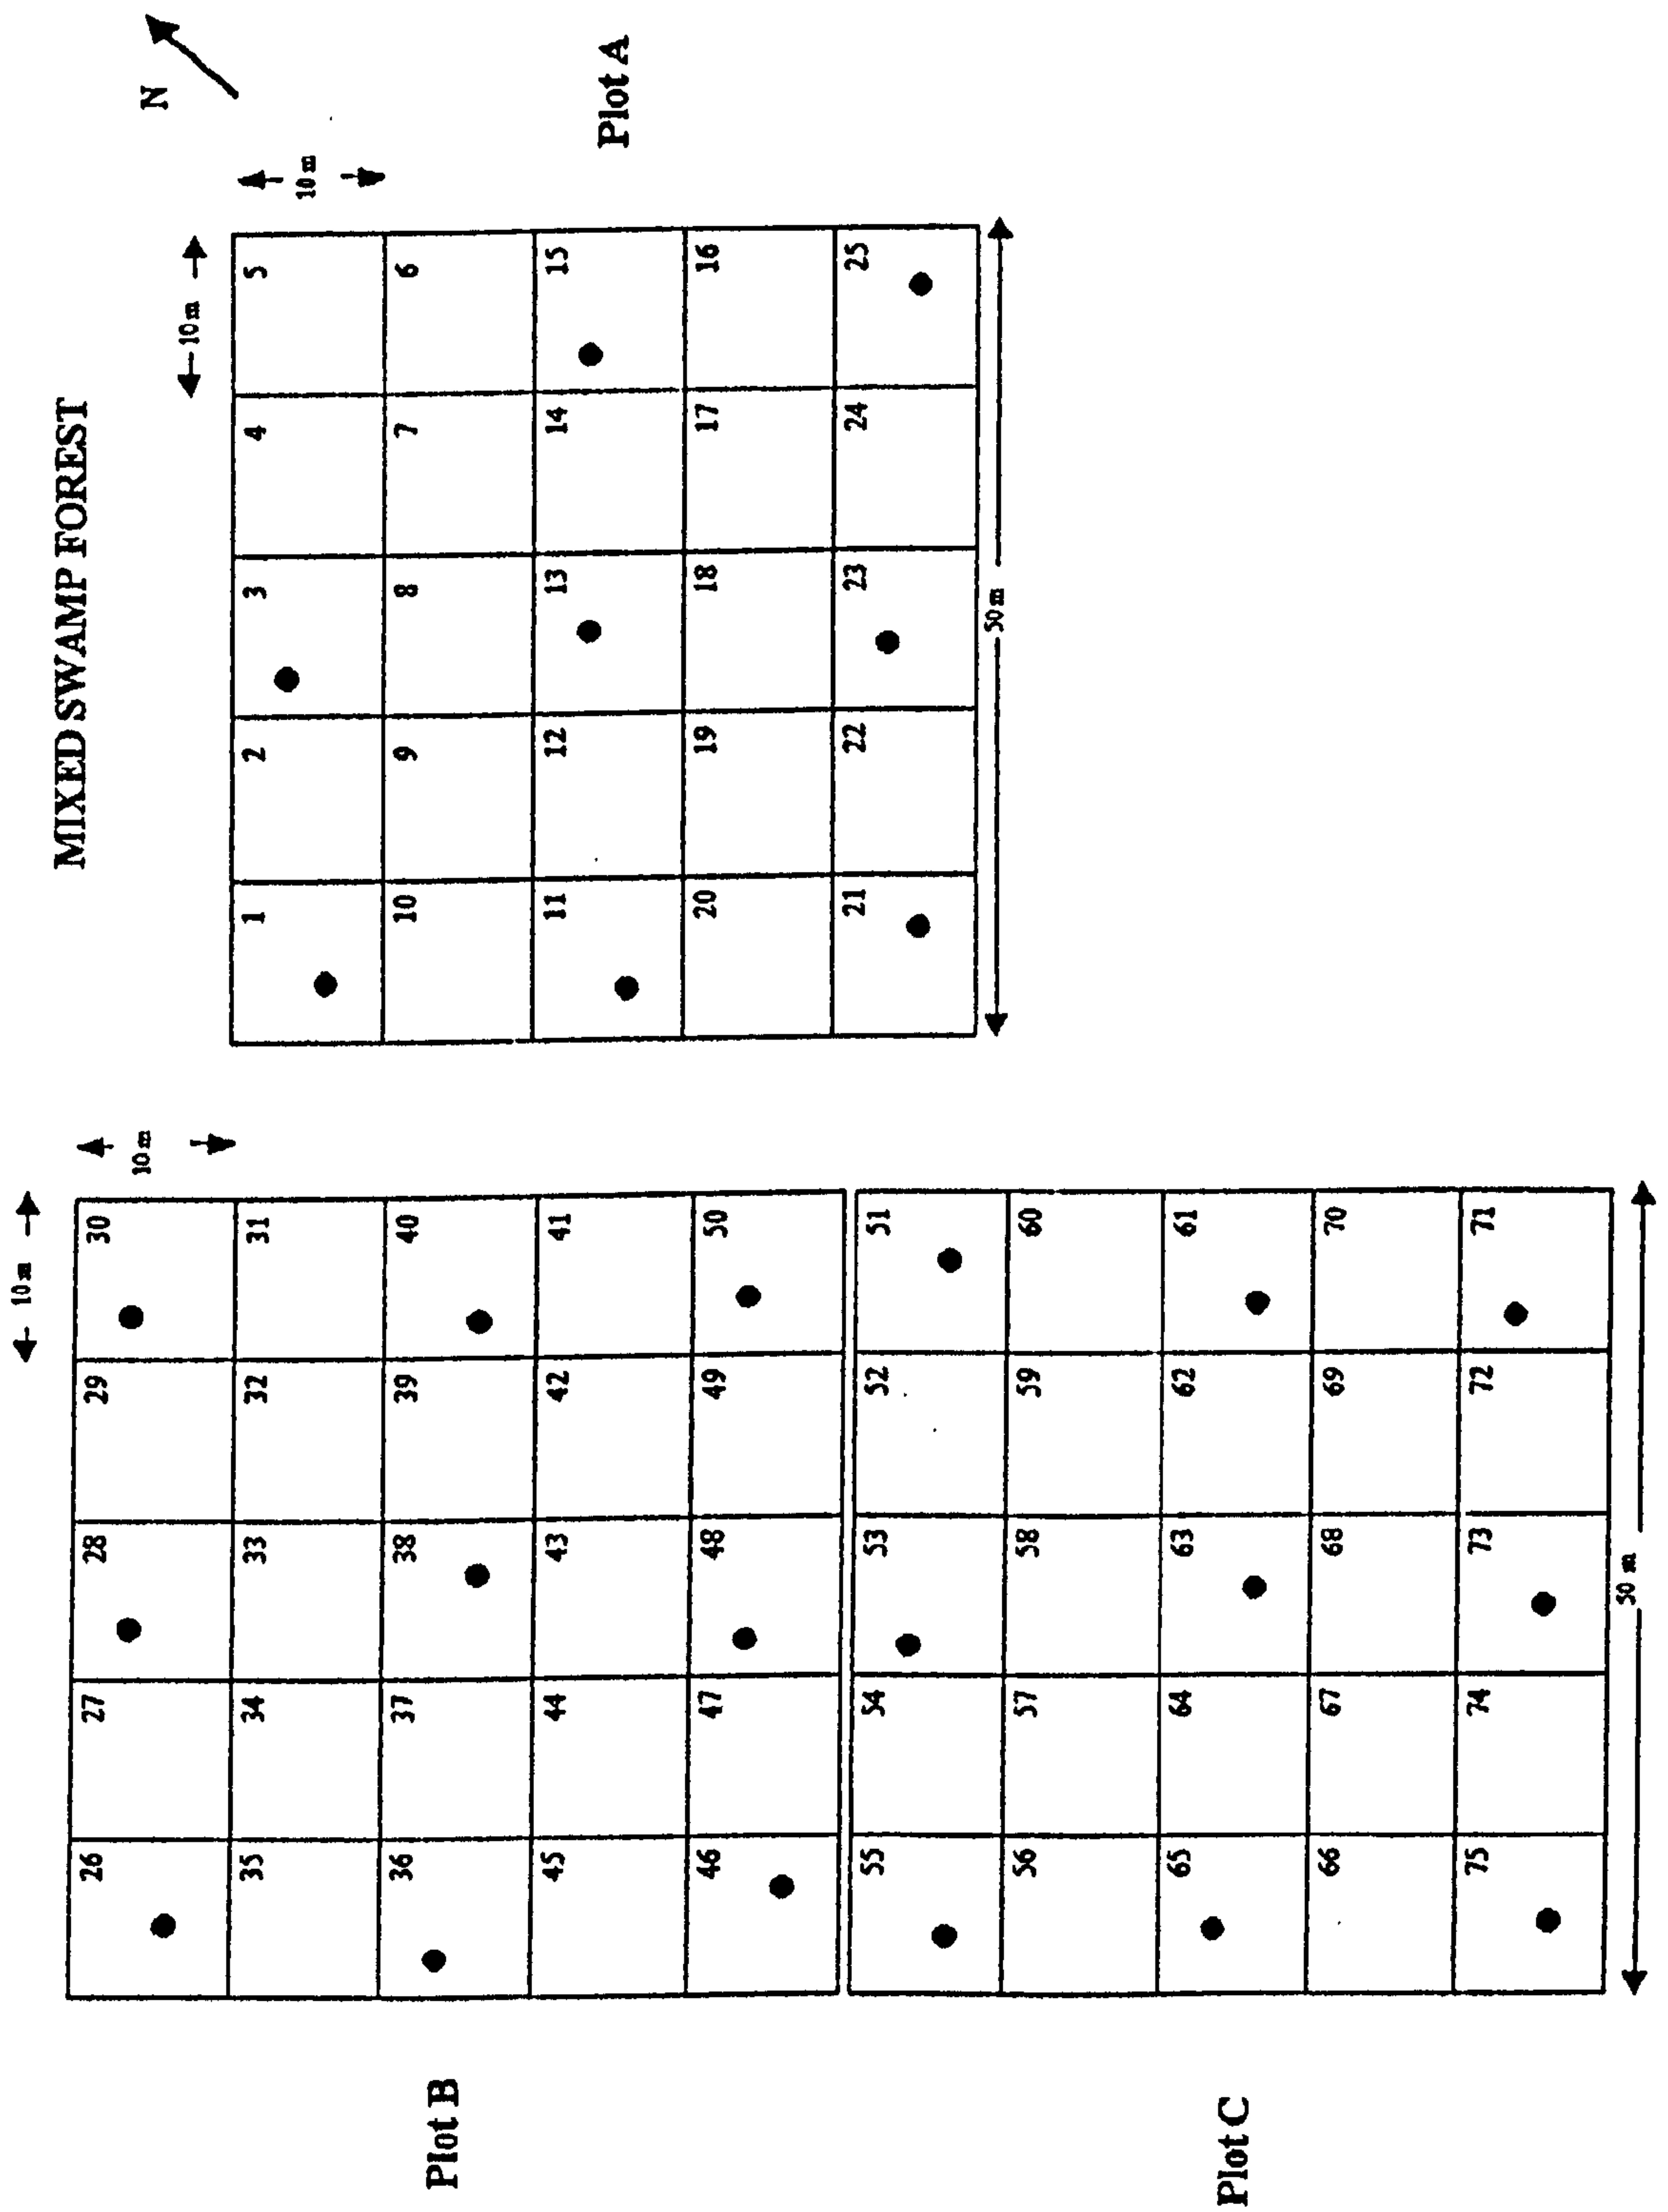 MIXED SWAMP FOREST
N
10 m
10 m
1 2 3 4 5
10 9 8 7 6
11 12 13 14 15
20 19 18 17 16
21 22 23 24 25
50 m
Plot A
10 m
10 m
26 27 28 29 30
35 34 33 32 31
36 37 38 39 40
45 44 43 42 41
46 47 48 49 50
Plot B
55 54 53 52 51
56 57 58 59 60
65 64 63 62 61
66 67 68 69 70
75 74 73 72 71
50 m
Plot C